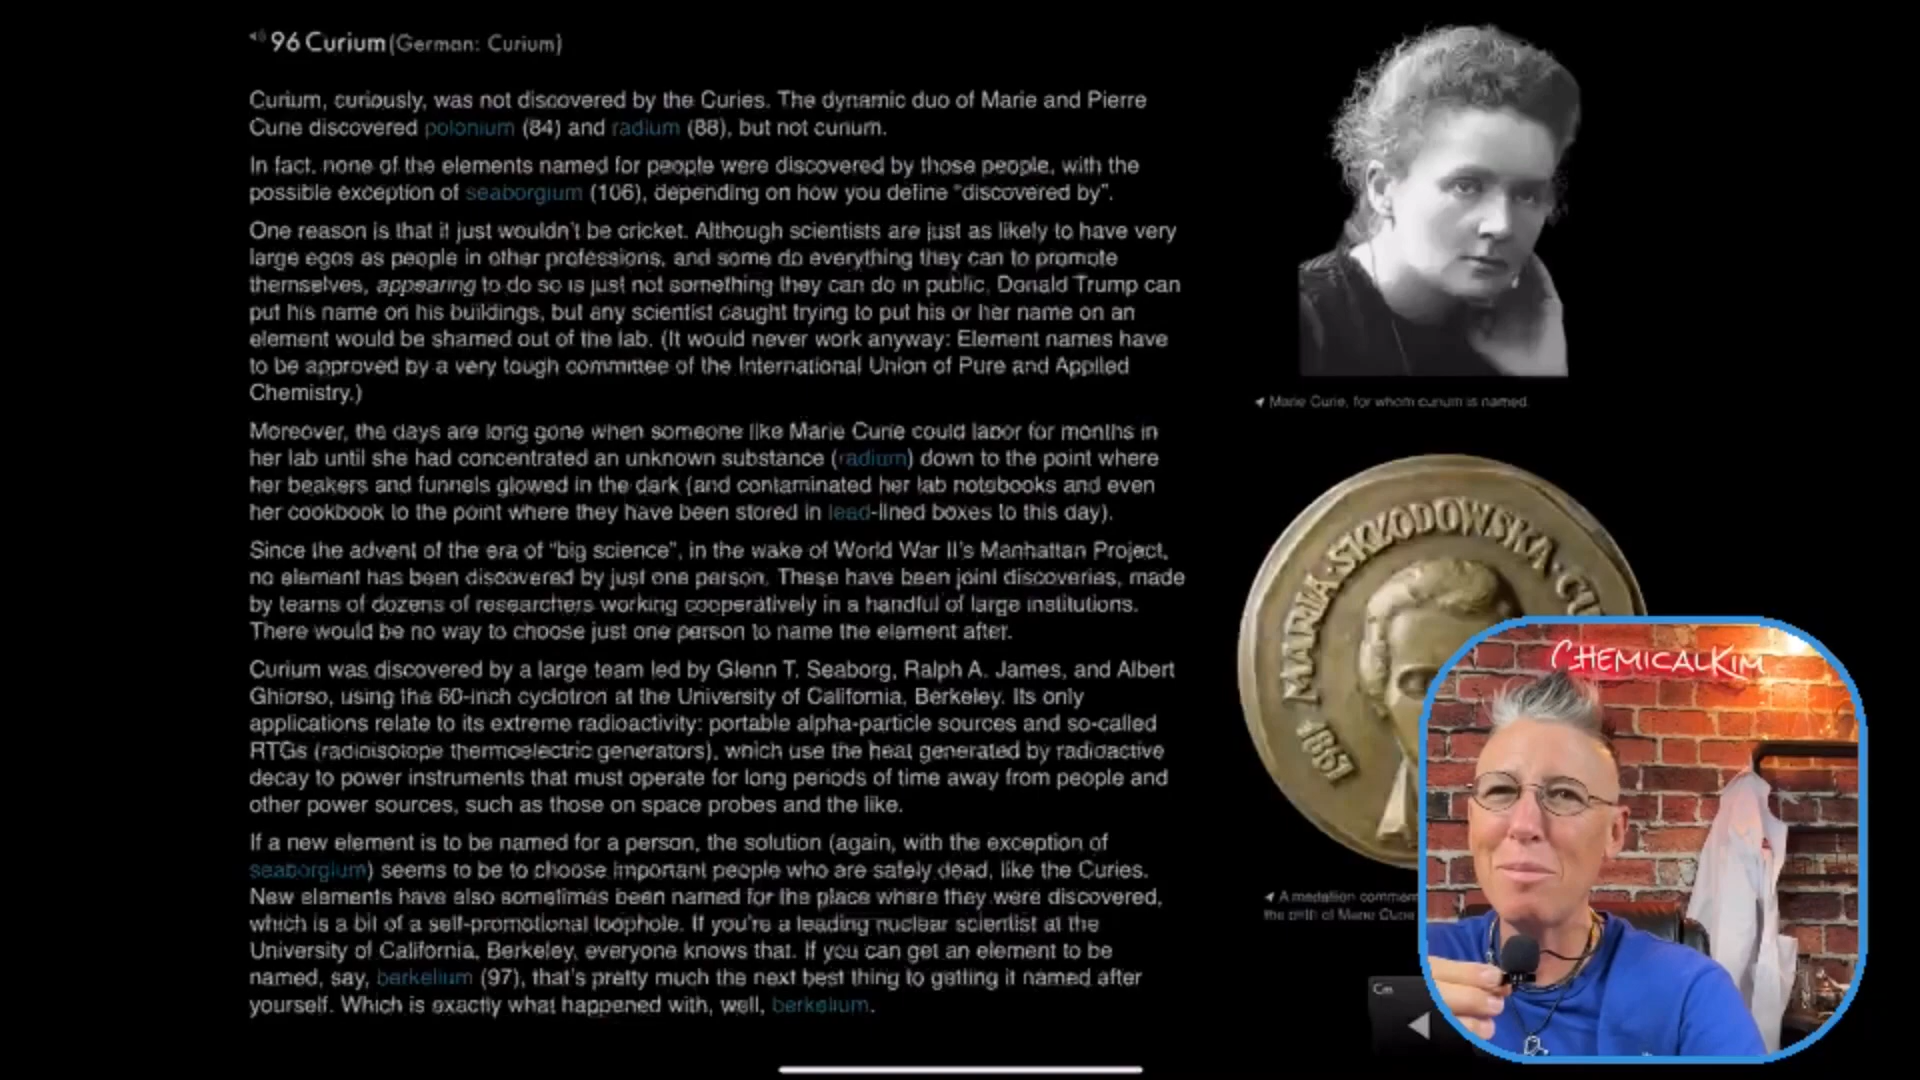 96 Curium (German: Curium)
Curium, curiously, was not discovered by the Curies. The dynamic duo of Marie and Pierre
Curie discovered polonium (84) and radium (88), but not curium.
In fact, none of the elements named for people were discovered by those people, with the
possible exception of seaborgium (106), depending on how you define “discovered by”.
One reason is that it just wouldn’t be cricket. Although scientists are just as likely to have very
large egos as people in other professions, and some do everything they can to promote
themselves, appearing to do so is just not something they can do in public. Donald Trump can
put his name on his buildings, but any scientist caught trying to put his or her name on an
element would be shamed out of the lab. (It would never work anyway: Element names have
to be approved by a very tough committee of the International Union of Pure and Applied
Chemistry.)
Moreover, the days are long gone when someone like Marie Curie could labor for months in
her lab until she had concentrated an unknown substance (radium) down to the point where
her beakers and funnels glowed in the dark (and contaminated her lab notebooks and even
her cookbook to the point where they have been stored in lead-lined boxes to this day).
Since the advent of the era of “big science”, in the wake of World War II’s Manhattan Project,
no element has been discovered by just one person. These have been joint discoveries, made
by teams of dozens of researchers working cooperatively in a handful of large institutions.
There would be no way to choose just one person to name the element after.
Curium was discovered by a large team led by Glenn T. Seaborg, Ralph A. James, and Albert
Ghiorso, using the 60-inch cyclotron at the University of California, Berkeley. Its only
applications relate to its extreme radioactivity: portable alpha-particle sources and so-called
RTGs (radioisotope thermoelectric generators), which use the heat generated by radioactive
decay to power instruments that must operate for long periods of time away from people and
other power sources, such as those on space probes and the like.
If a new element is to be named for a person, the solution (again, with the exception of
seaborgium) seems to be to choose important people who are safely dead, like the Curies.
New elements have also sometimes been named for the place where they were discovered,
which is a bit of a self-promotional loophole. If you’re a leading nuclear scientist at the
University of California, Berkeley, everyone knows that. If you can get an element to be
named, say, berkelium (97), that’s pretty much the next best thing to getting it named after
yourself. Which is exactly what happened with, well, berkelium.
Marie Curie, for whom curium is named.
MARIA·SKŁODOWSKA·CU
1867
A medallion commem
the birth of Marie Curie
Cm
CHEMICALKIM